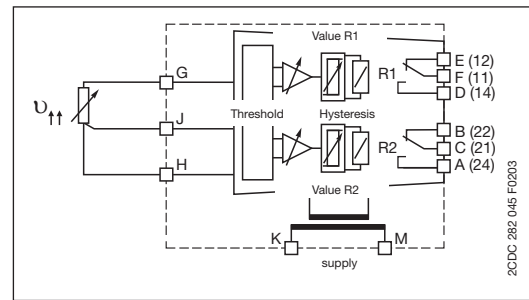 Value R1
G
R1
E (12)
F (11)
D (14)
υ
J
Threshold
Hysteresis
R2
B (22)
C (21)
A (24)
H
Value R2
K
M
supply
2CDC 282 045 F0203